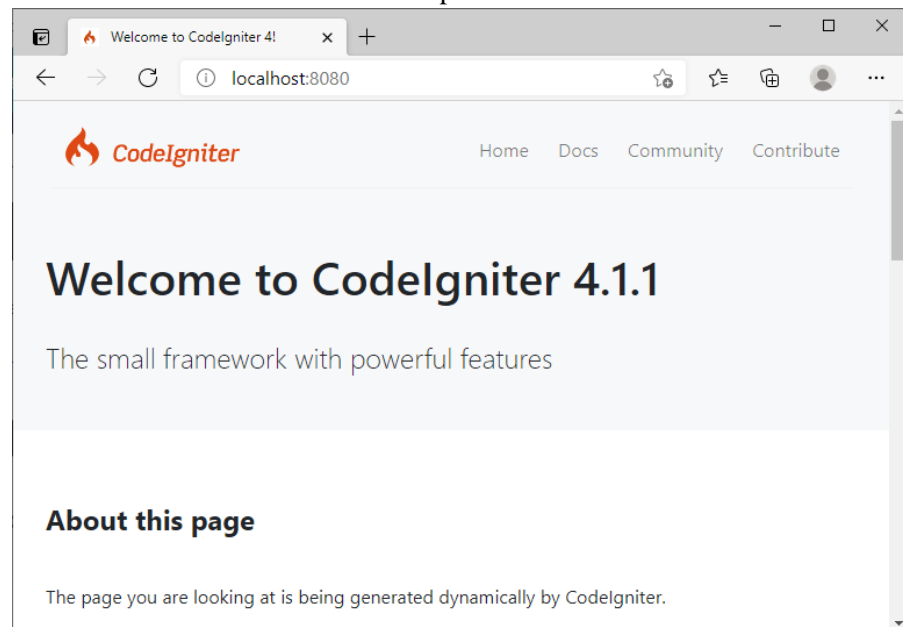 Welcome to CodeIgniter 4!
localhost:8080
CodeIgniter
Home Docs Community Contribute
Welcome to CodeIgniter 4.1.1
The small framework with powerful features
About this page
The page you are looking at is being generated dynamically by CodeIgniter.